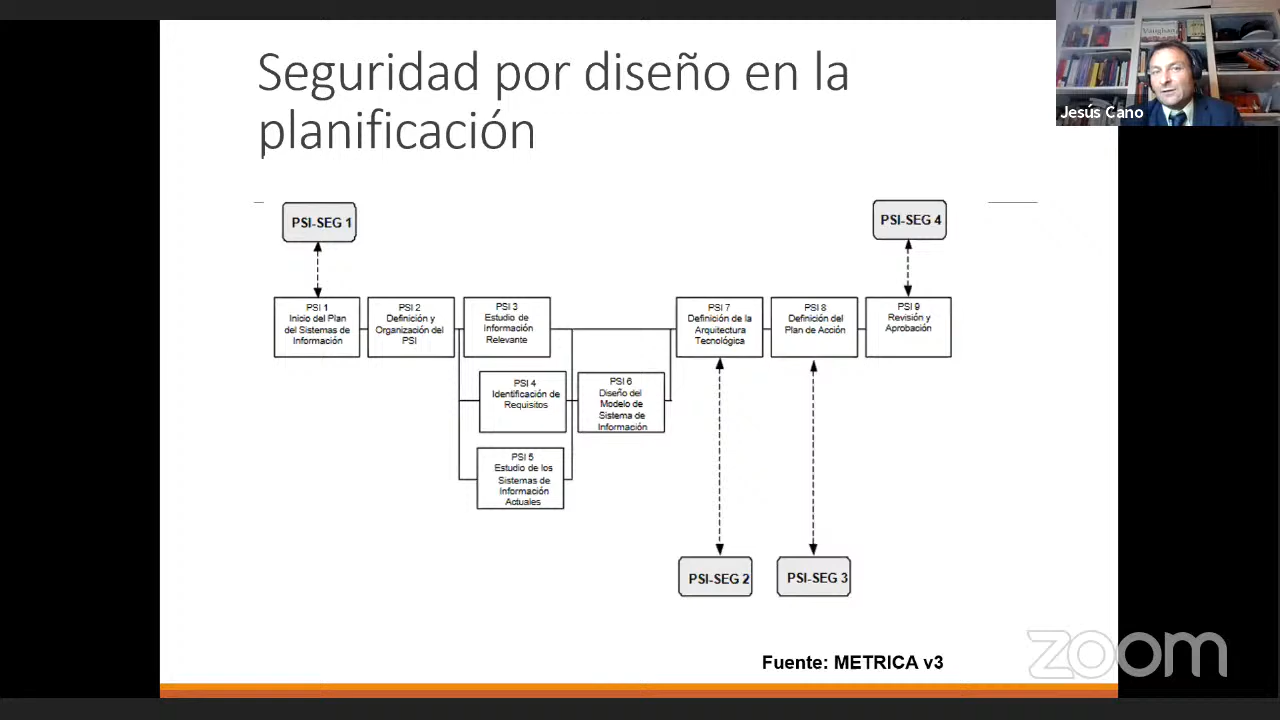 Seguridad por diseño en la
planificación
Vaughan
Jesús Cano
PSI-SEG 1
PSI-SEG 4
PSI 1
Inicio del Plan
del Sistemas de
Información
PSI 2
Definición y
Organización del
PSI
PSI 3
Estudio de
Información
Relevante
PSI 7
Definición de la
Arquitectura
Tecnológica
PSI 8
Definición del
Plan de Acción
PSI 9
Revisión y
Aprobación
PSI 4
Identificación de
Requisitos
PSI 6
Diseño del
Modelo de
Sistema de
Información
PSI 5
Estudio de los
Sistemas de
Información
Actuales
PSI-SEG 2
PSI-SEG 3
Fuente: METRICA v3
zoom